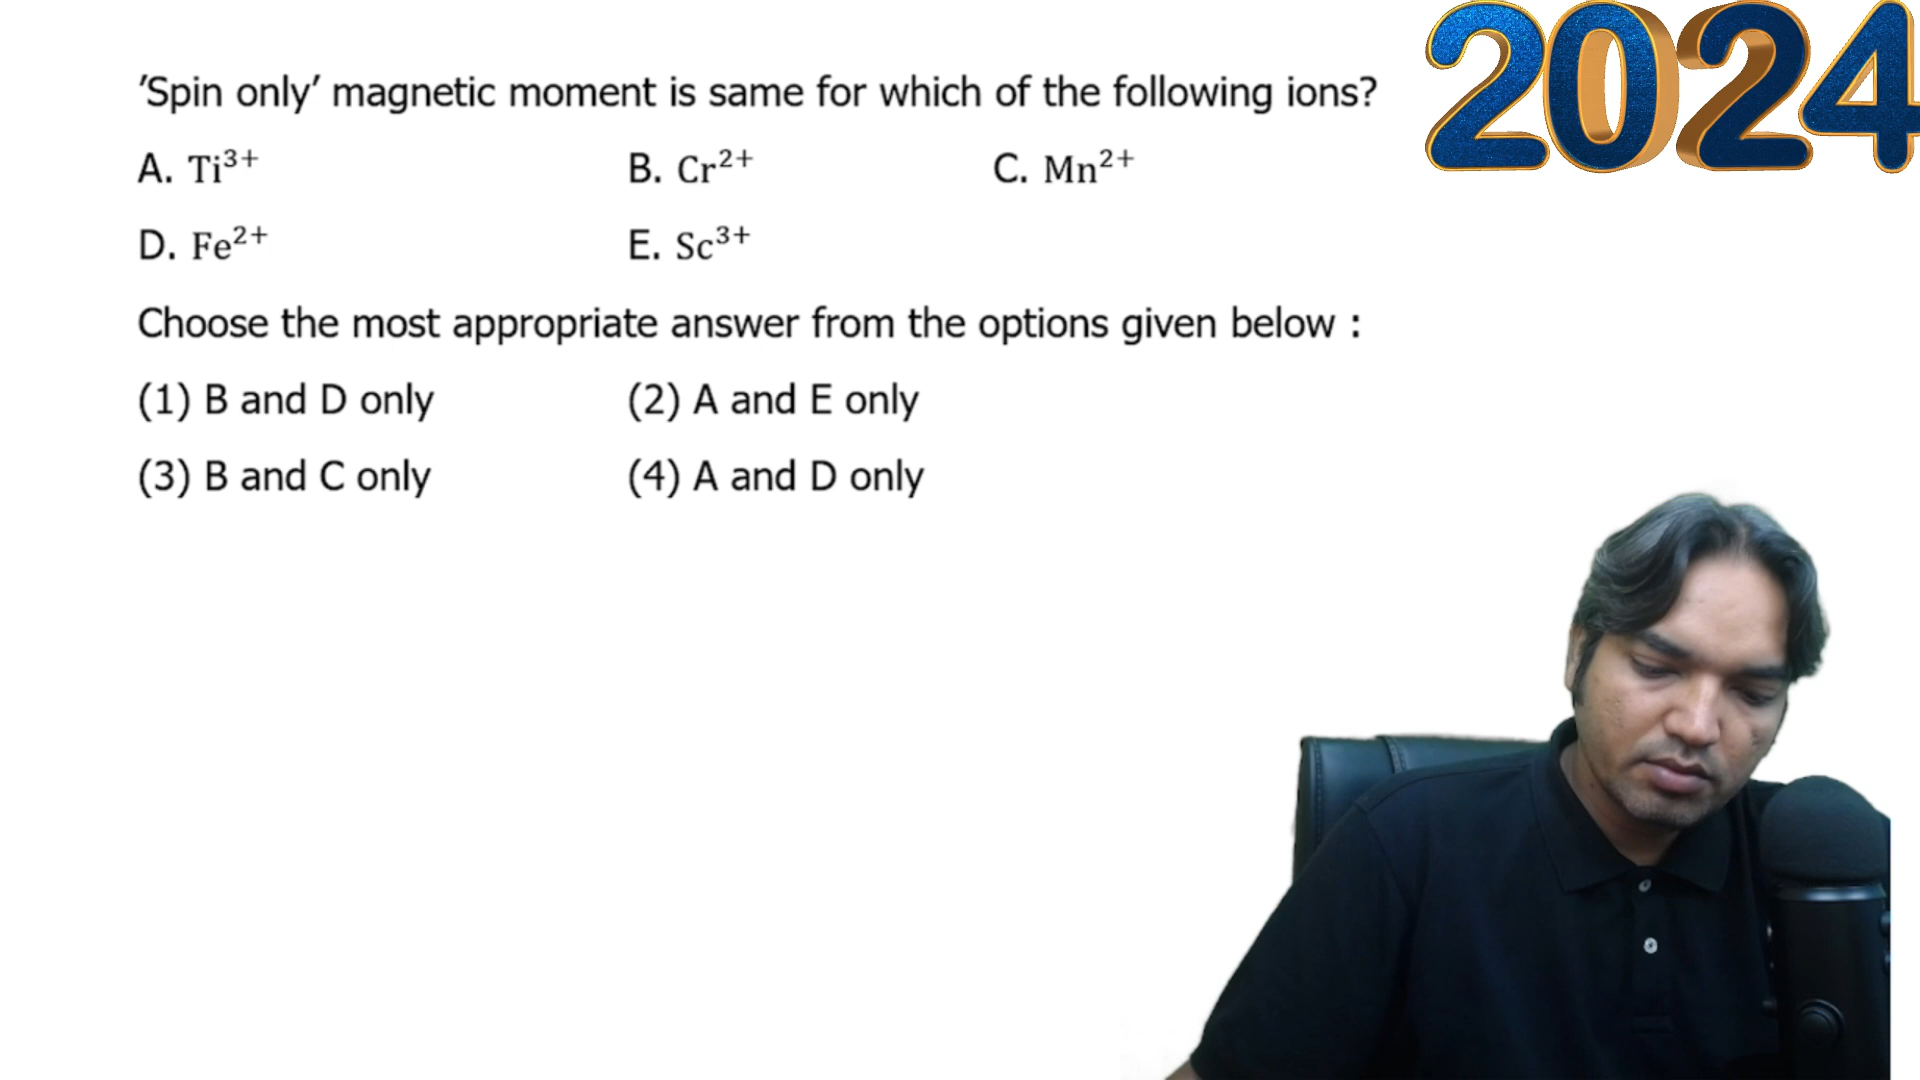 2024
’Spin only’ magnetic moment is same for which of the following ions?
A. Ti³⁺ B. Cr²⁺ C. Mn²⁺
D. Fe²⁺ E. Sc³⁺
Choose the most appropriate answer from the options given below :
(1) B and D only (2) A and E only
(3) B and C only (4) A and D only